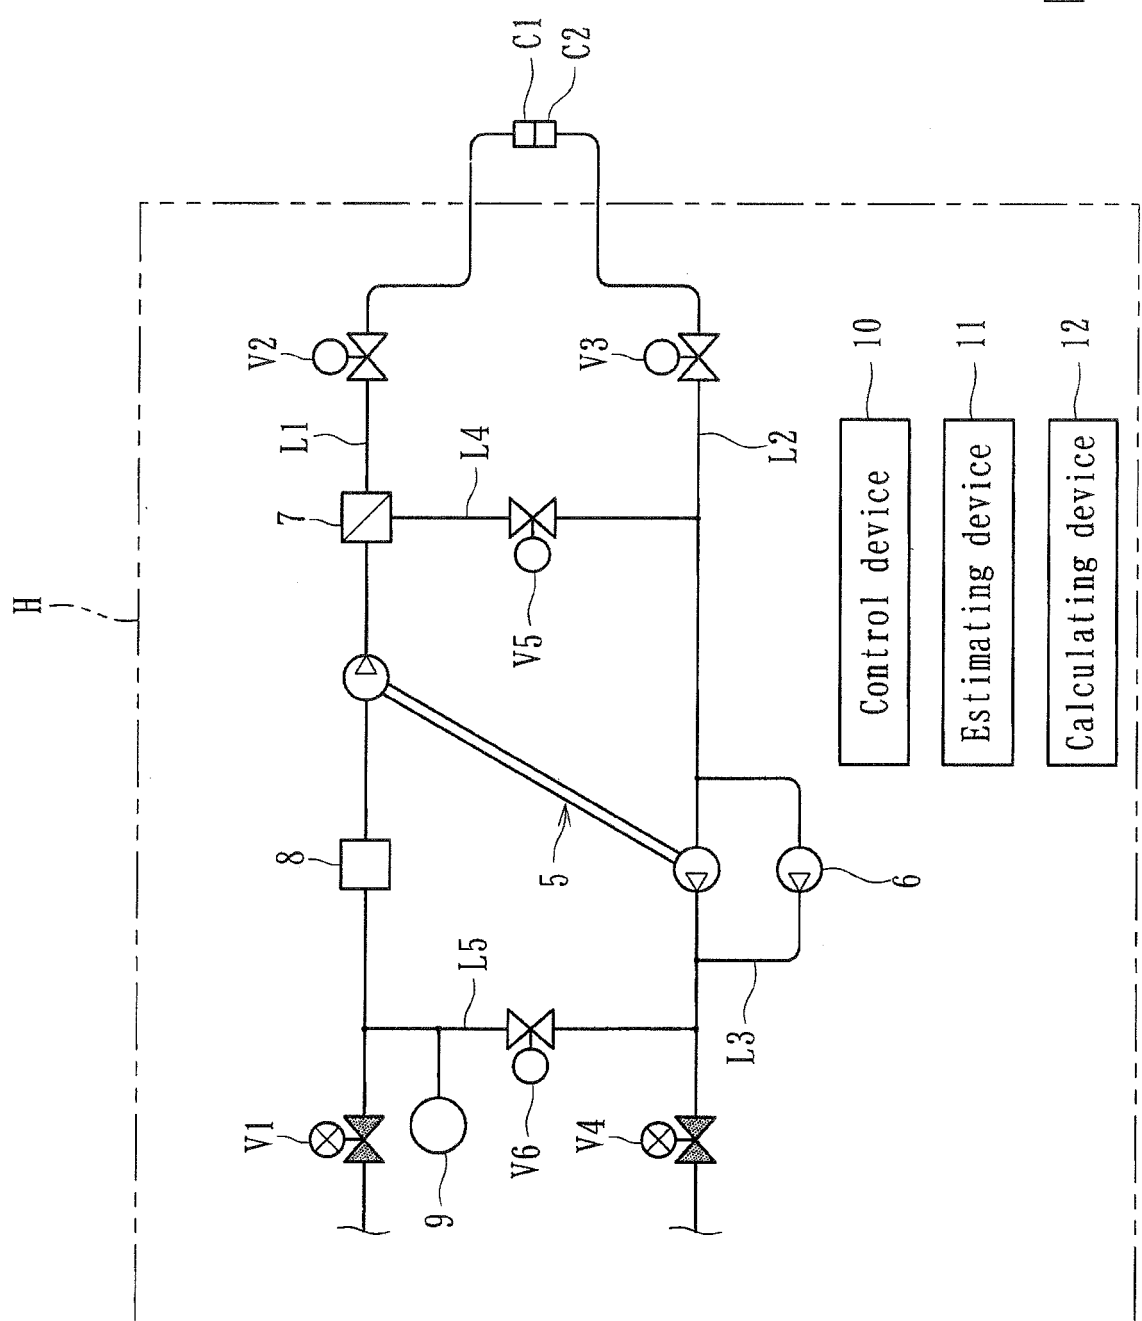 H
C1
C2
V2
V3
L1
L4
L2
7
V5
5
8
6
L5
L3
V1
V6
V4
9
10
11
12
Control device
Estimating device
Calculating device